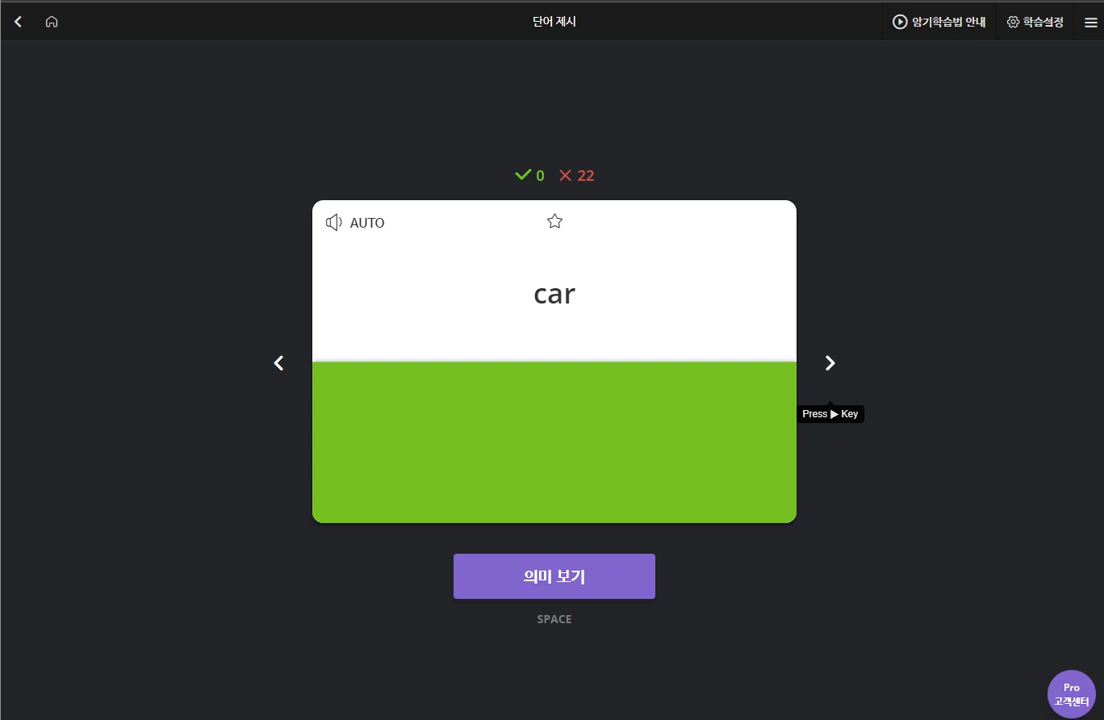 단어 제시
암기학습법 안내
학습설정
0 22
AUTO
car
Press ▶ Key
의미 보기
SPACE
Pro
고객센터